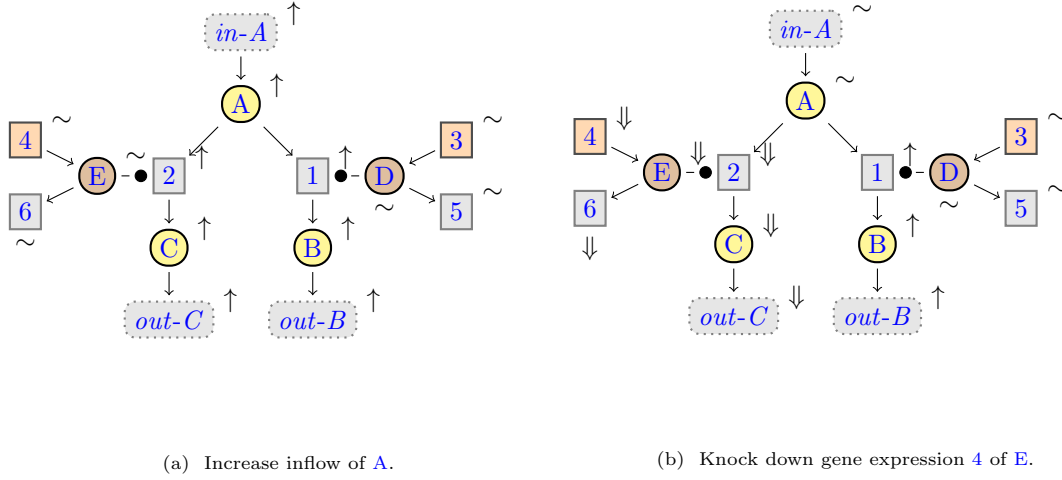 in-A ↑
A ↑
4 ∼
3 ∼
E ∼
2 ↑
1 ↑
D ∼
6 ∼
5 ∼
C ↑
B ↑
out-C ↑
out-B ↑
(a) Increase inflow of A.
in-A ∼
A ∼
4 ⇓
3 ∼
E ⇓
2 ⇓
1 ↑
D ∼
6 ⇓
5 ∼
C ⇓
B ↑
out-C ⇓
out-B ↑
(b) Knock down gene expression 4 of E.